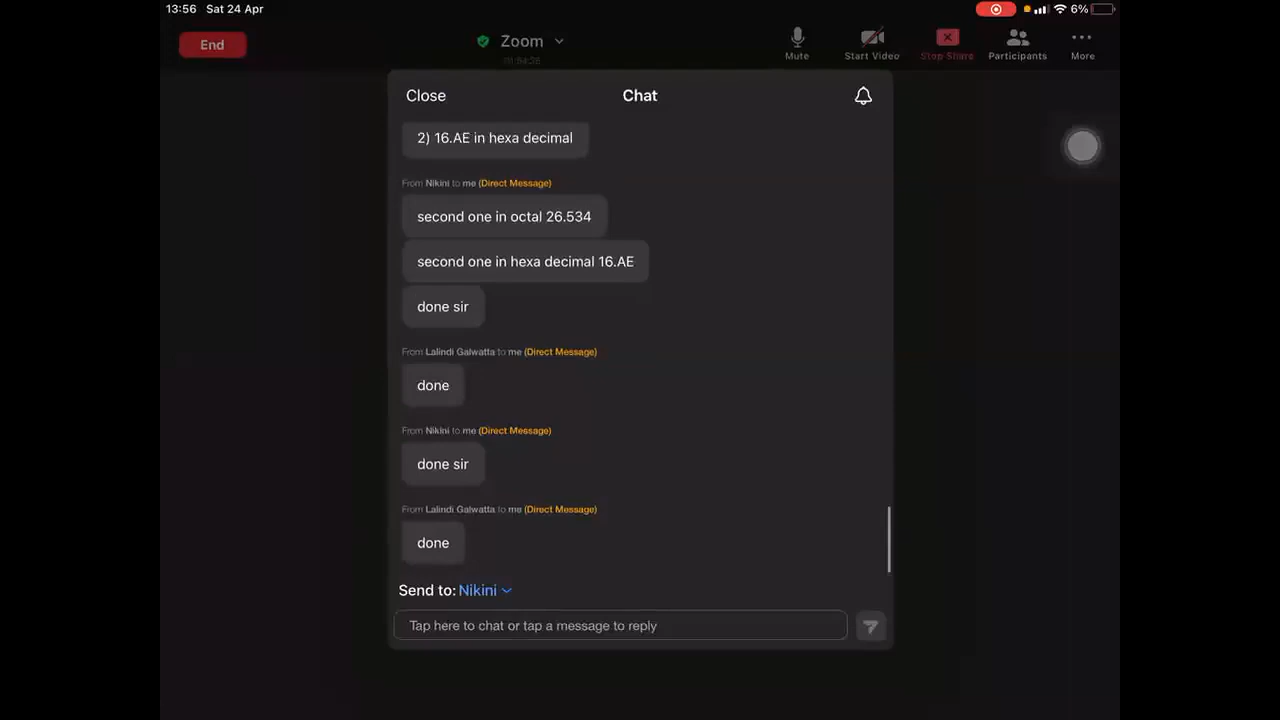 13:56 Sat 24 Apr
6%
End
Zoom
Mute
Start Video
Stop Share
Participants
More
Close
Chat
2) 16.AE in hexa decimal
From Nikini to me (Direct Message)
second one in octal 26.534
second one in hexa decimal 16.AE
done sir
From Lalindi Galwatta to me (Direct Message)
done
From Nikini to me (Direct Message)
done sir
From Lalindi Galwatta to me (Direct Message)
done
Send to: Nikini
Tap here to chat or tap a message to reply